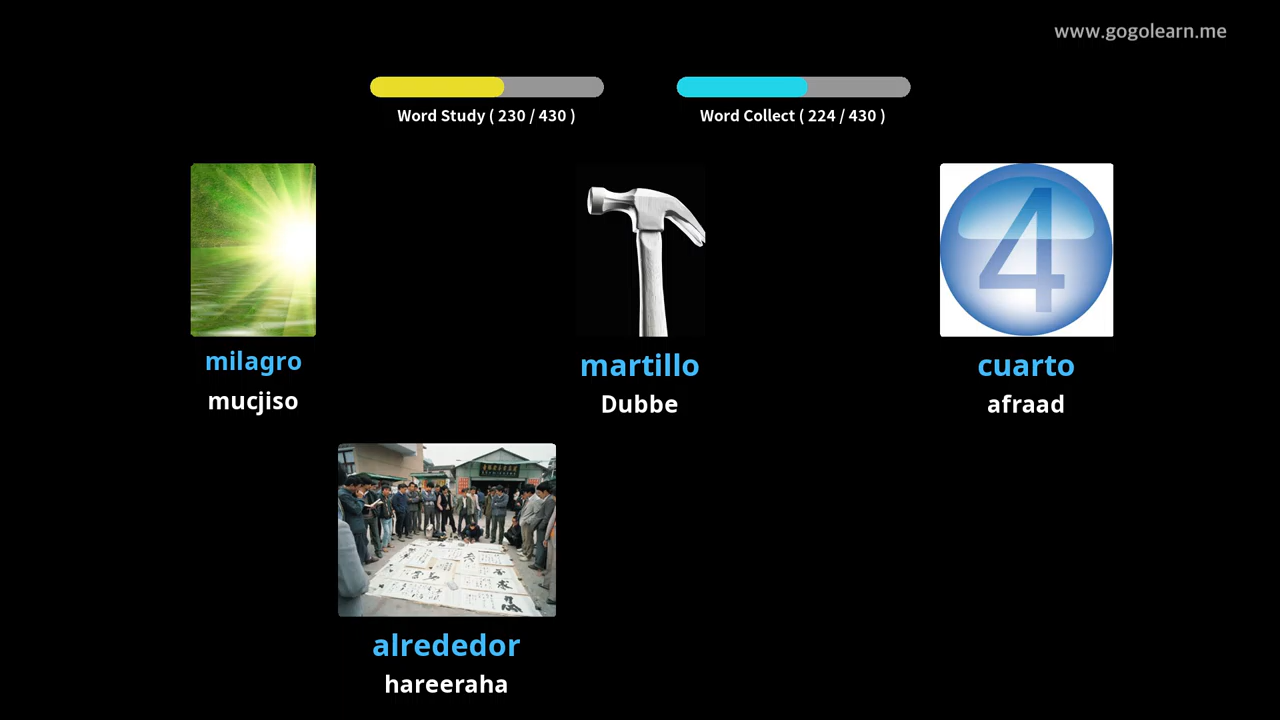 www.gogolearn.me
Word Study ( 230 / 430 )
Word Collect ( 224 / 430 )
4
milagro
mucjiso
martillo
Dubbe
cuarto
afraad
alrededor
hareeraha